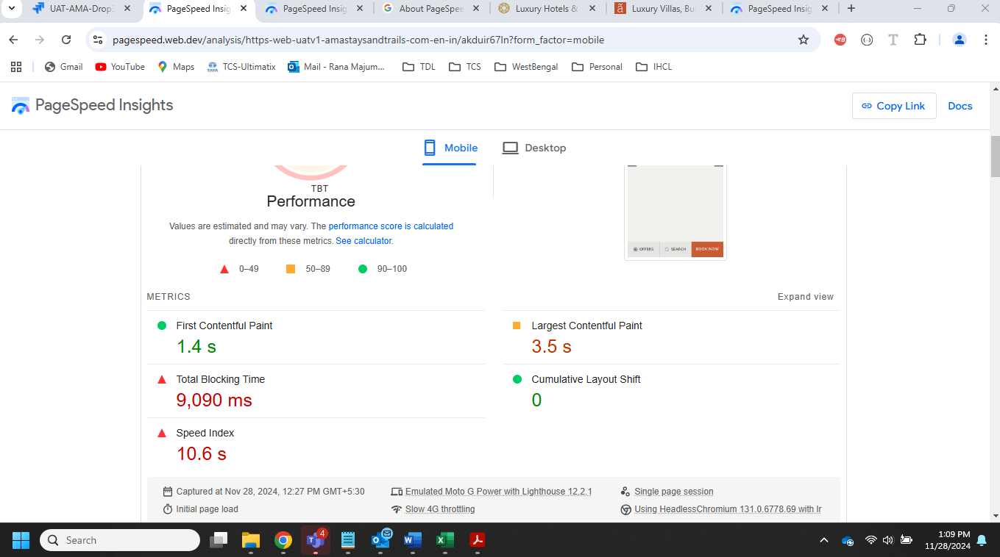 UAT-AMA-Drop3
PageSpeed Insig
PageSpeed Insig
About PageSpee
Luxury Hotels &
Luxury Villas, Bu
PageSpeed Insig
pagespeed.web.dev/analysis/https-web-uatv1-amastaysandtrails-com-en-in/akduir67ln?form_factor=mobile
Gmail
YouTube
Maps
TATA
TCS-Ultimatix
Mail - Rana Majum...
TDL
TCS
WestBengal
Personal
IHCL
PageSpeed Insights
Copy Link
Docs
Mobile
Desktop
TBT
Performance
Values are estimated and may vary. The performance score is calculated
directly from these metrics. See calculator.
0–49
50–89
90–100
OFFERS
SEARCH
BOOK NOW
METRICS
Expand view
First Contentful Paint
1.4 s
Largest Contentful Paint
3.5 s
Total Blocking Time
9,090 ms
Cumulative Layout Shift
0
Speed Index
10.6 s
Captured at Nov 28, 2024, 12:27 PM GMT+5:30
Emulated Moto G Power with Lighthouse 12.2.1
Single page session
Initial page load
Slow 4G throttling
Using HeadlessChromium 131.0.6778.69 with lr
Search
4
1:09 PM
11/28/2024